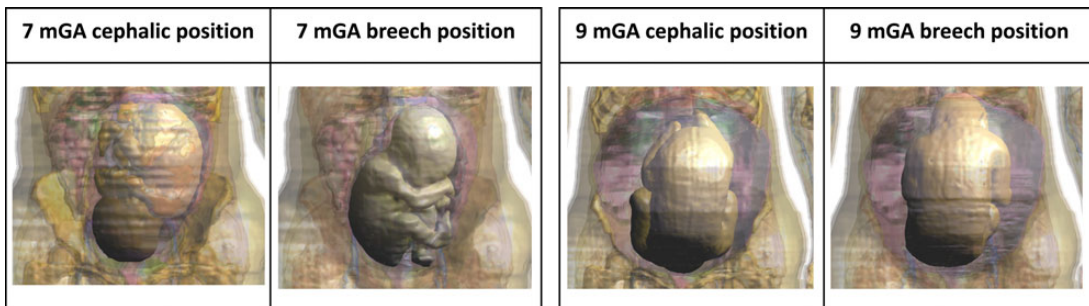 7 mGA cephalic position
7 mGA breech position
9 mGA cephalic position
9 mGA breech position